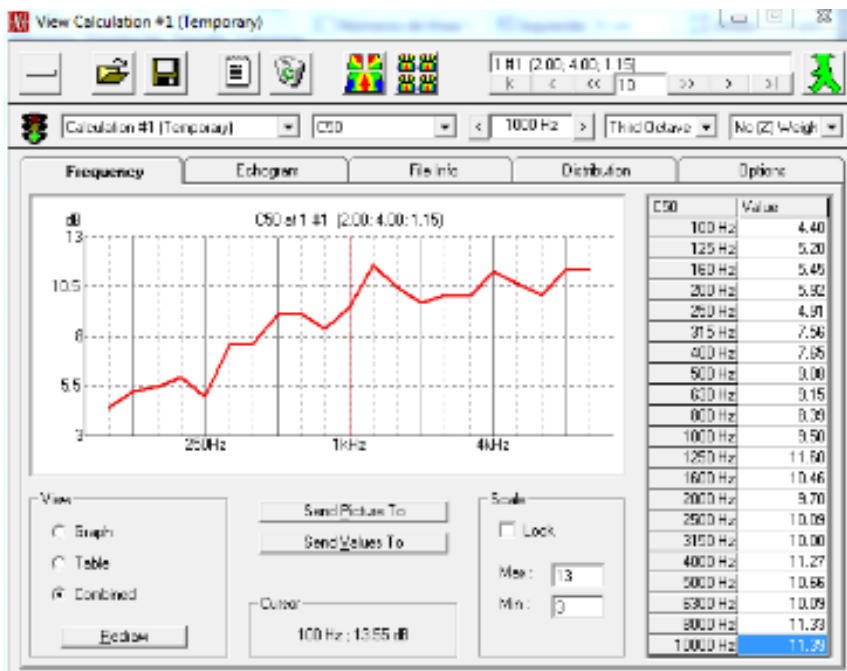 View Calculation #1 (Temporary)
1 #1 (2.00; 4.00; 1.15)
|< < << 10 >> > >|
Calculation #1 (Temporay) C50 < 1000 Hz > Third Octave No (Z) Weigh
Frequency Echogram File Info Distribution Options
dB C50 at 1 #1 (2.00; 4.00; 1.15)
13
10.5
8
5.5
3
250Hz 1kHz 4kHz
C50 Value
100 Hz 4.40
125 Hz 5.20
160 Hz 5.45
200 Hz 5.92
250 Hz 4.91
315 Hz 7.56
400 Hz 7.65
500 Hz 9.08
630 Hz 9.15
800 Hz 8.39
1000 Hz 9.50
1250 Hz 11.60
1600 Hz 10.46
2000 Hz 9.70
2500 Hz 10.09
3150 Hz 10.00
4000 Hz 11.27
5000 Hz 10.66
6300 Hz 10.09
8000 Hz 11.33
10000 Hz 11.39
View
Graph
Table
Combined
Redraw
Send Picture To
Send Values To
Cursor
100 Hz : 13.55 dB
Scale
Lock
Max : 13
Min : 3